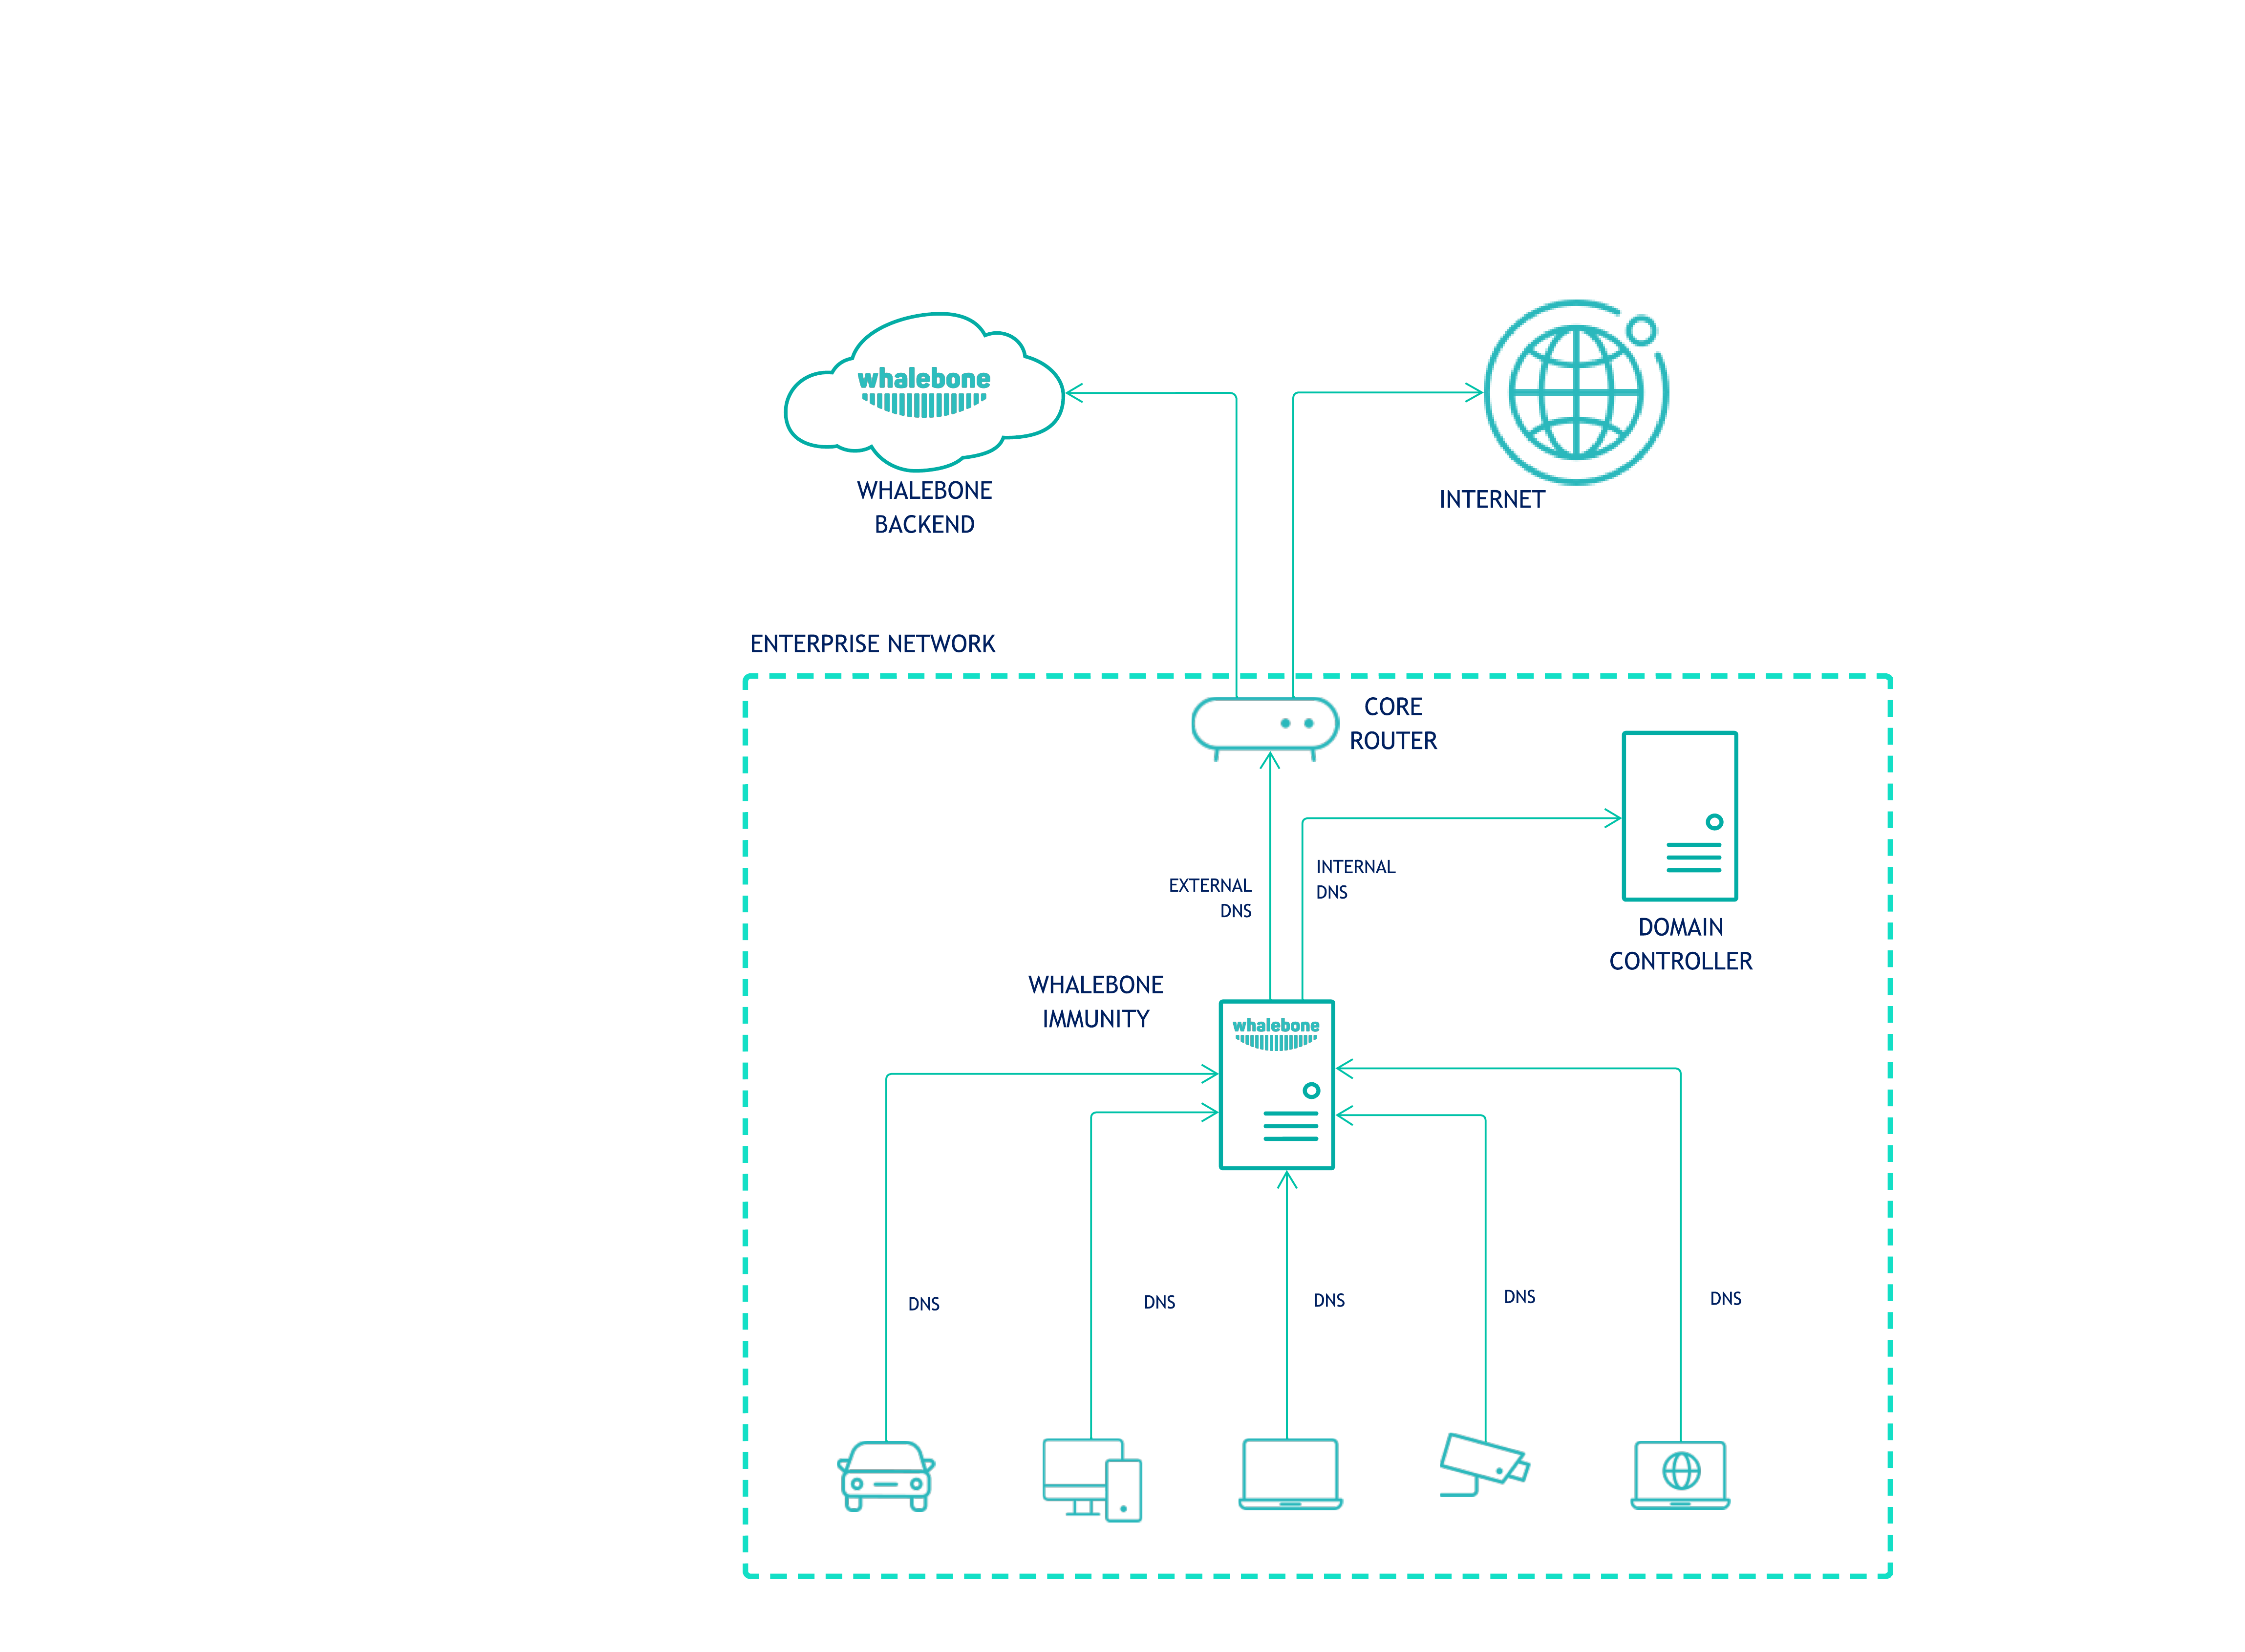 whalebone
WHALEBONE
BACKEND
INTERNET
ENTERPRISE NETWORK
CORE
ROUTER
EXTERNAL
DNS
INTERNAL
DNS
DOMAIN
CONTROLLER
WHALEBONE
IMMUNITY
whalebone
DNS
DNS
DNS
DNS
DNS